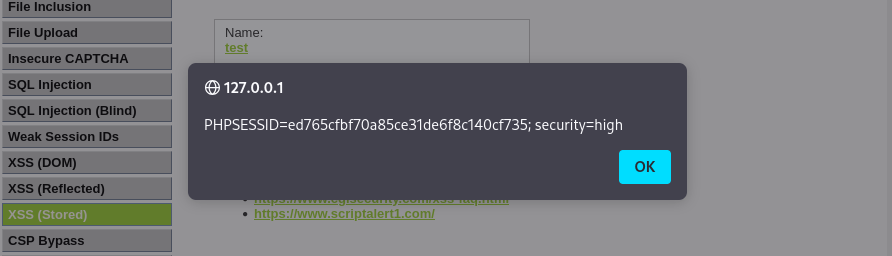 File Inclusion
File Upload
Insecure CAPTCHA
SQL Injection
SQL Injection (Blind)
Weak Session IDs
XSS (DOM)
XSS (Reflected)
XSS (Stored)
CSP Bypass
Name:
test
127.0.0.1
PHPSESSID=ed765cfbf70a85ce31de6f8c140cf735; security=high
OK
https://www.scriptalert1.com/